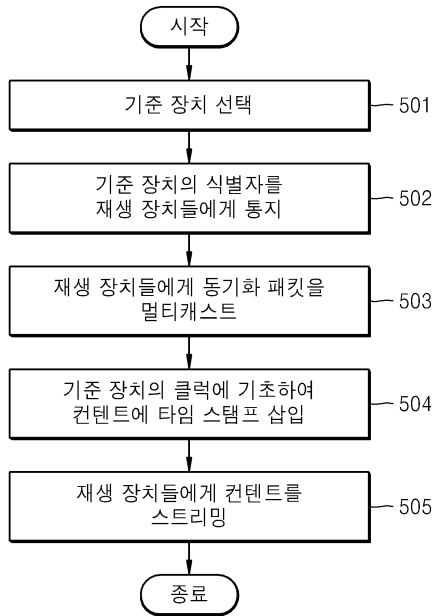 시작
기준 장치 선택
501
기준 장치의 식별자를
재생 장치들에게 통지
502
재생 장치들에게 동기화 패킷을
멀티캐스트
503
기준 장치의 클럭에 기초하여
컨텐트에 타임 스탬프 삽입
504
재생 장치들에게 컨텐트를
스트리밍
505
종료